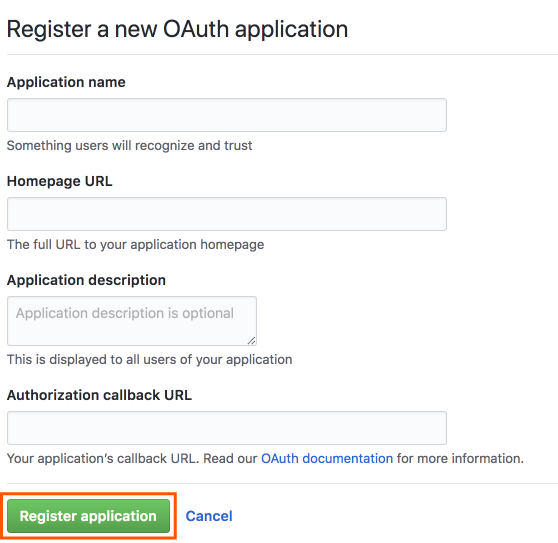 Register a new OAuth application
Application name
Something users will recognize and trust
Homepage URL
The full URL to your application homepage
Application description
Application description is optional
This is displayed to all users of your application
Authorization callback URL
Your application’s callback URL. Read our OAuth documentation for more information.
Register application Cancel